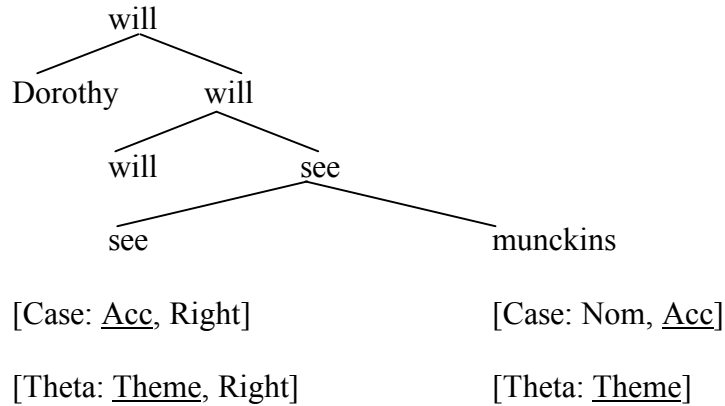 will
Dorothy will
will see
see munckins
[Case: Acc, Right] [Case: Nom, Acc]
[Theta: Theme, Right] [Theta: Theme]